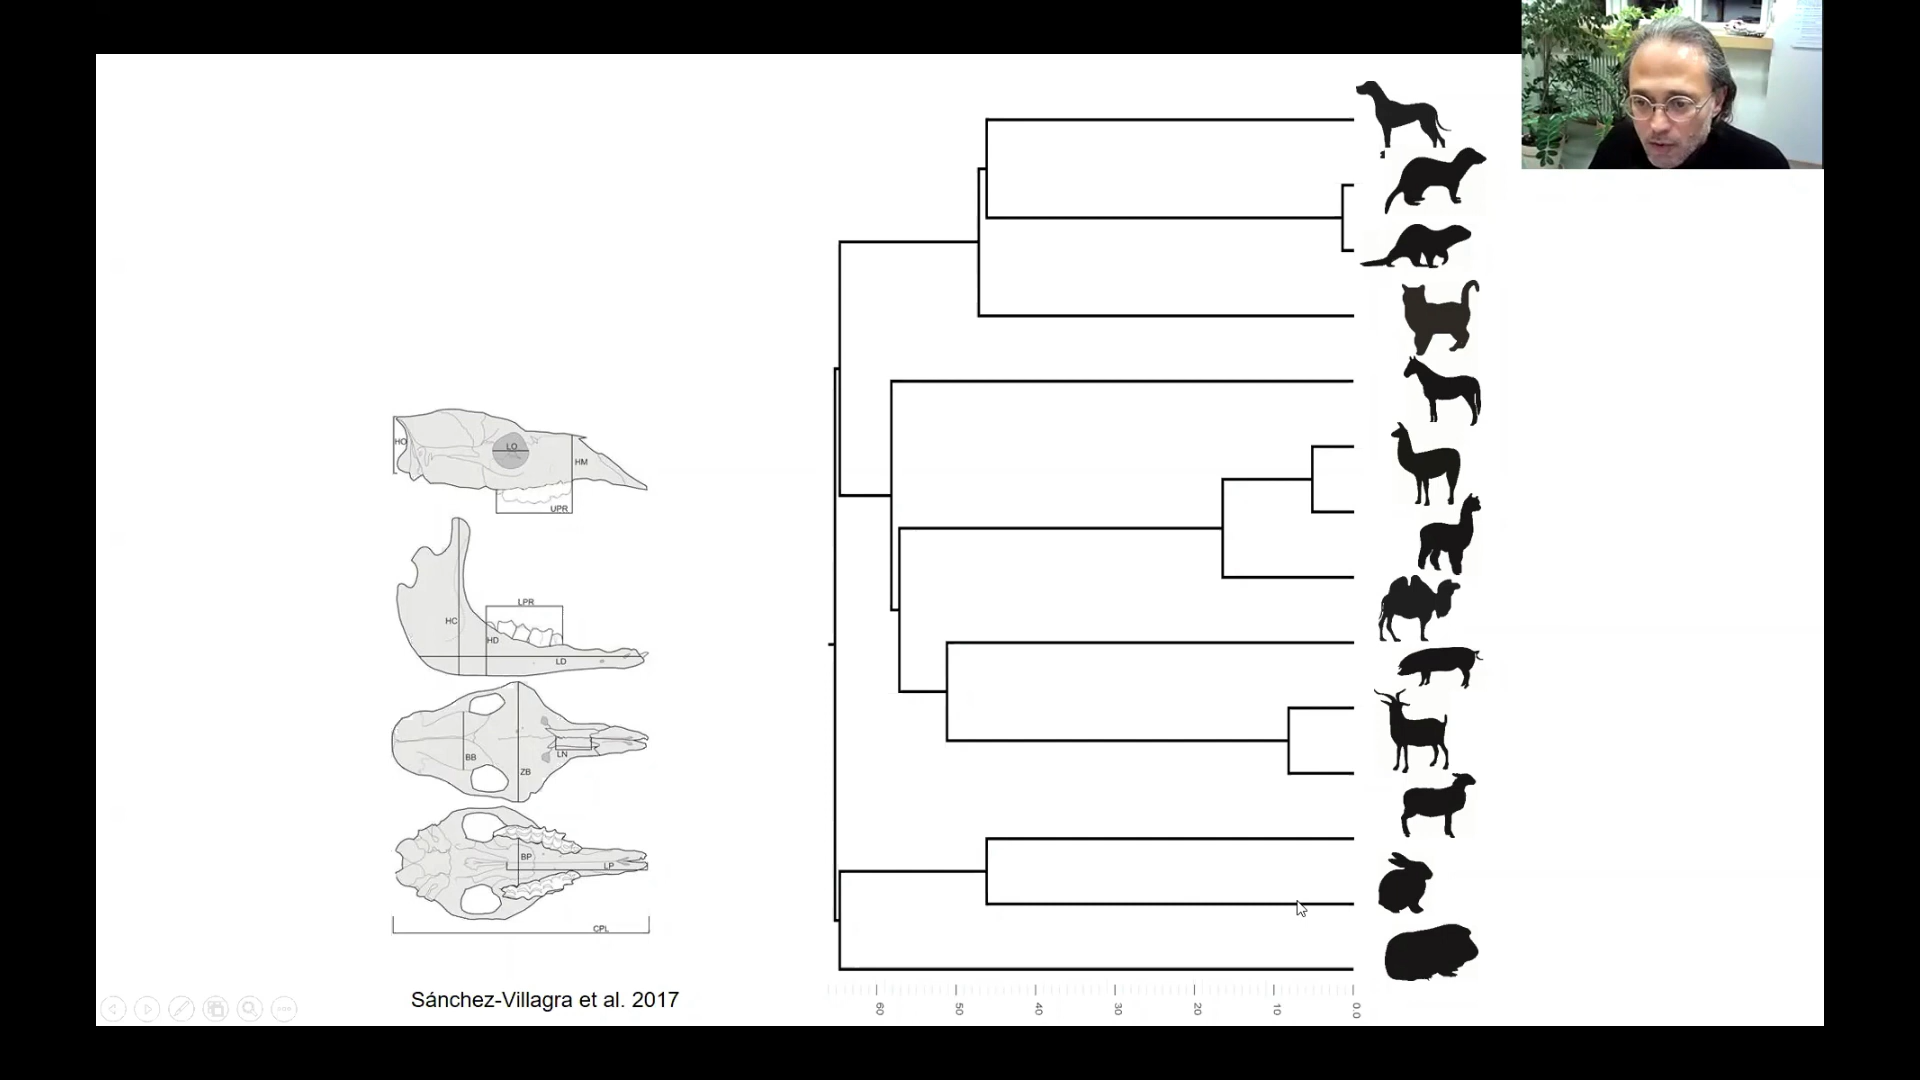 HO
LO
HM
UPR
LPR
HC
HD
LD
BB
ZB
LN
BP
LP
CPL
Sánchez-Villagra et al. 2017
60 50 40 30 20 10 0.0